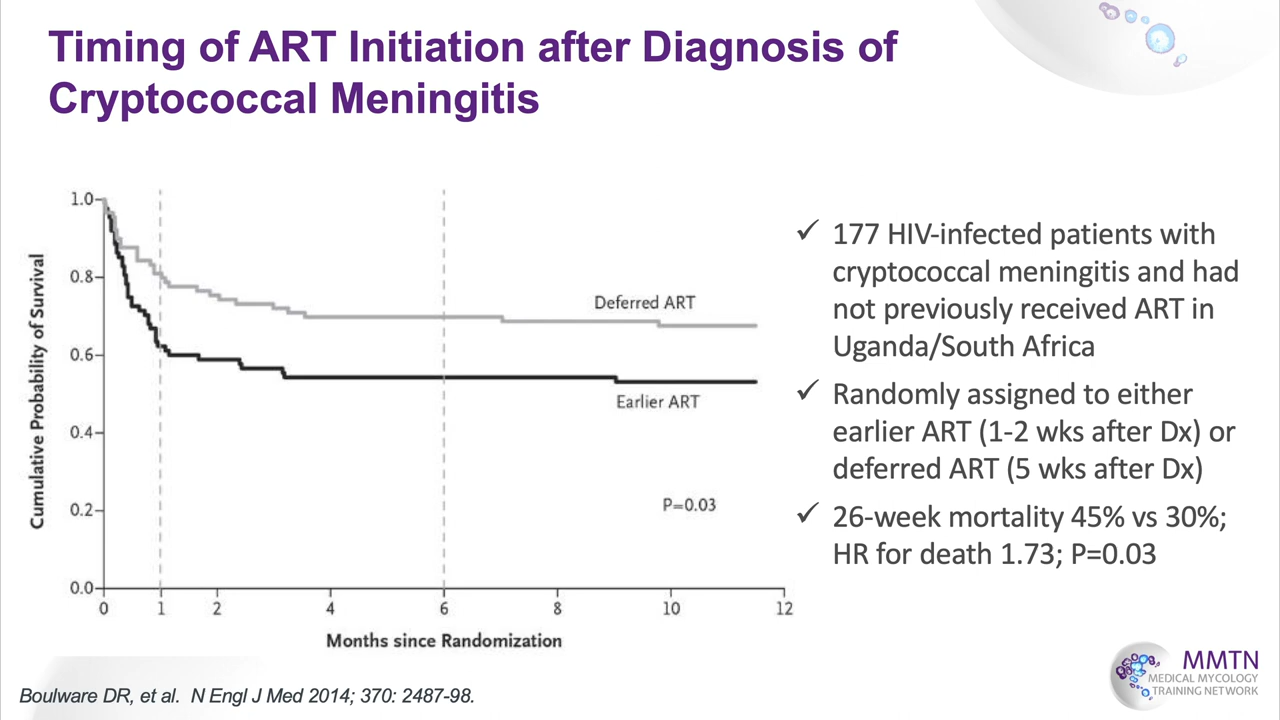 Timing of ART Initiation after Diagnosis of
Cryptococcal Meningitis
Cumulative Probability of Survival
1.0
0.8
0.6
0.4
0.2
0.0
0
1
2
4
6
8
10
12
Months since Randomization
Deferred ART
Earlier ART
P=0.03
✓ 177 HIV-infected patients with
cryptococcal meningitis and had
not previously received ART in
Uganda/South Africa
✓ Randomly assigned to either
earlier ART (1-2 wks after Dx) or
deferred ART (5 wks after Dx)
✓ 26-week mortality 45% vs 30%;
HR for death 1.73; P=0.03
Boulware DR, et al. N Engl J Med 2014; 370: 2487-98.
MMTN
MEDICAL MYCOLOGY
TRAINING NETWORK